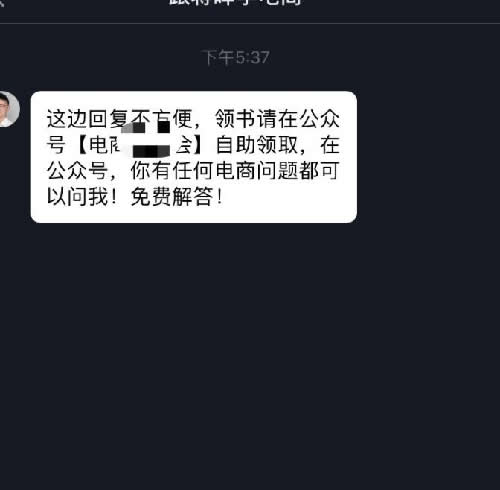 下午5:37
这边回复不方便，领书请在公众
号【电商 会】自助领取，在
公众号，你有任何电商问题都可
以问我！免费解答！